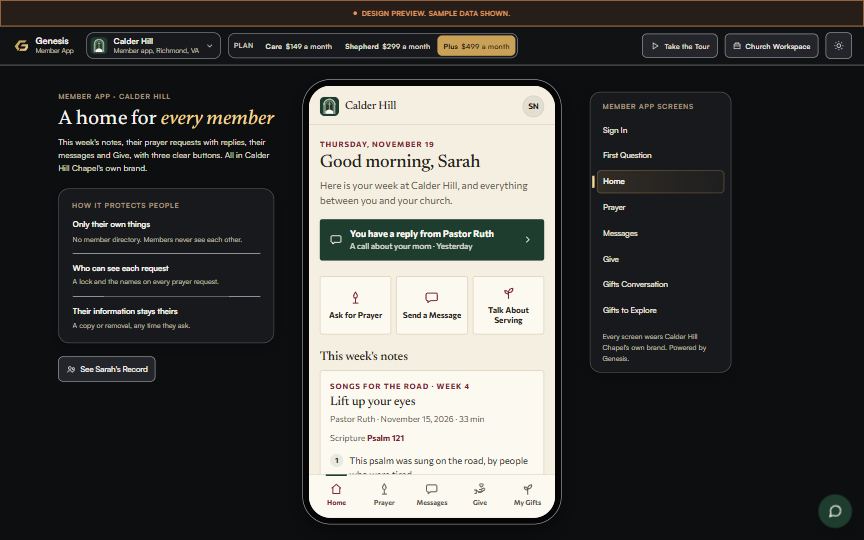 DESIGN PREVIEW. SAMPLE DATA SHOWN.
Genesis
Member App
Calder Hill
Member app, Richmond, VA
PLAN
Care $149 a month
Shepherd $299 a month
Plus $499 a month
Take the Tour
Church Workspace
MEMBER APP · CALDER HILL
A home for every member
This week's notes, their prayer requests with replies, their
messages and Give, with three clear buttons. All in Calder
Hill Chapel's own brand.
HOW IT PROTECTS PEOPLE
Only their own things
No member directory. Members never see each other.
Who can see each request
A lock and the names on every prayer request.
Their information stays theirs
A copy or removal, any time they ask.
See Sarah's Record
Calder Hill
SN
THURSDAY, NOVEMBER 19
Good morning, Sarah
Here is your week at Calder Hill, and everything
between you and your church.
You have a reply from Pastor Ruth
A call about your mom · Yesterday
Ask for Prayer
Send a Message
Talk About
Serving
This week's notes
SONGS FOR THE ROAD · WEEK 4
Lift up your eyes
Pastor Ruth · November 15, 2026 · 33 min
Scripture Psalm 121
1 This psalm was sung on the road, by people
who were tired.
Home
Prayer
Messages
Give
My Gifts
MEMBER APP SCREENS
Sign In
First Question
Home
Prayer
Messages
Give
Gifts Conversation
Gifts to Explore
Every screen wears Calder Hill
Chapel's own brand. Powered by
Genesis.